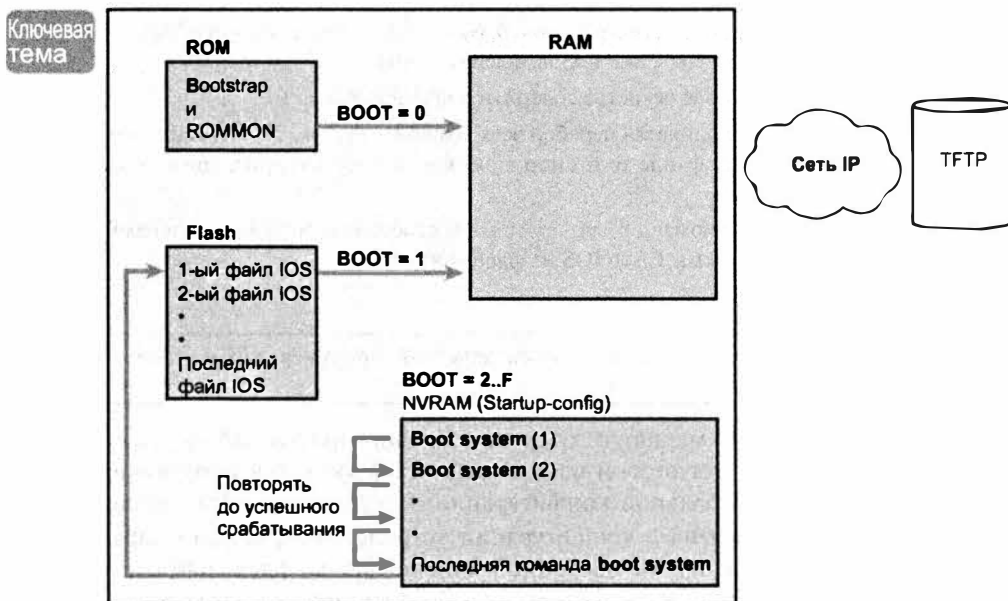 Ключевая
тема
ROM
Bootstrap
и
ROMMON
BOOT = 0
RAM
Сеть IP
TFTP
Flash
1-ый файл IOS
2-ый файл IOS
•
•
Последний
файл IOS
BOOT = 1
BOOT = 2..F
NVRAM (Startup-config)
Boot system (1)
Boot system (2)
•
•
Последняя команда boot system
Повторять
до успешного
срабатывания